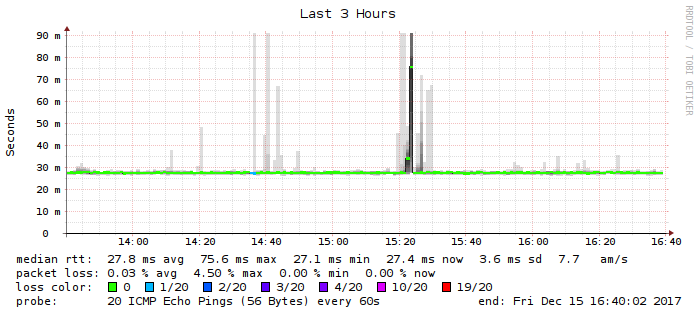 Last 3 Hours
RRDTOOL / TOBI OETIKER
Seconds
90 m
80 m
70 m
60 m
50 m
40 m
30 m
20 m
10 m
0
14:00 14:20 14:40 15:00 15:20 15:40 16:00 16:20 16:40
median rtt: 27.8 ms avg 75.6 ms max 27.1 ms min 27.4 ms now 3.6 ms sd 7.7 am/s
packet loss: 0.03 % avg 4.50 % max 0.00 % min 0.00 % now
loss color: 0 1/20 2/20 3/20 4/20 10/20 19/20
probe: 20 ICMP Echo Pings (56 Bytes) every 60s end: Fri Dec 15 16:40:02 2017